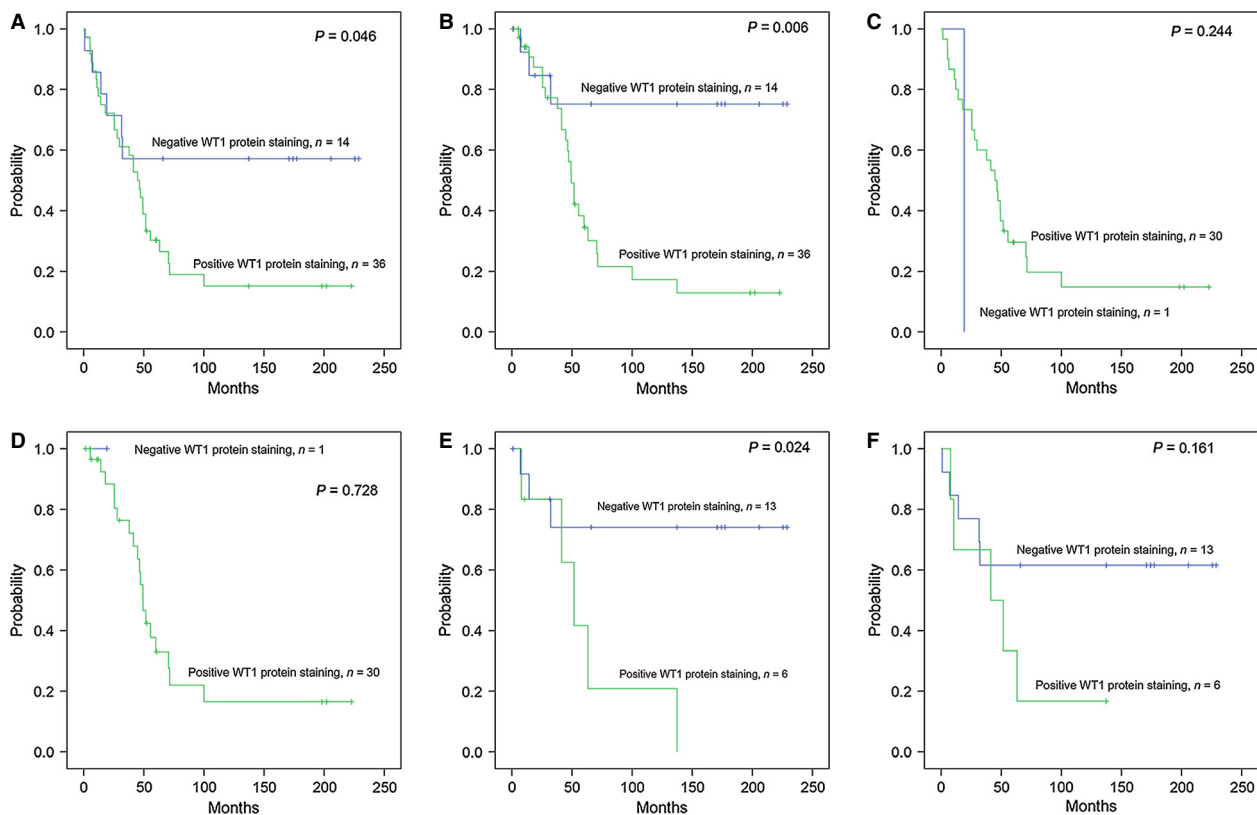 A
P = 0.046
1.0
0.8
0.6
0.4
0.2
0.0
Probability
Negative WT1 protein staining, n = 14
Positive WT1 protein staining, n = 36
0 50 100 150 200 250
Months
B
P = 0.006
1.0
0.8
0.6
0.4
0.2
0.0
Probability
Negative WT1 protein staining, n = 14
Positive WT1 protein staining, n = 36
0 50 100 150 200 250
Months
C
P = 0.244
1.0
0.8
0.6
0.4
0.2
0.0
Probability
Positive WT1 protein staining, n = 30
Negative WT1 protein staining, n = 1
0 50 100 150 200 250
Months
D
1.0
0.8
0.6
0.4
0.2
0.0
Probability
Negative WT1 protein staining, n = 1
P = 0.728
Positive WT1 protein staining, n = 30
0 50 100 150 200 250
Months
E
P = 0.024
1.0
0.8
0.6
0.4
0.2
0.0
Probability
Negative WT1 protein staining, n = 13
Positive WT1 protein staining, n = 6
0 50 100 150 200 250
Months
F
P = 0.161
1.0
0.8
0.6
0.4
0.2
0.0
Probability
Negative WT1 protein staining, n = 13
Positive WT1 protein staining, n = 6
0 50 100 150 200 250
Months